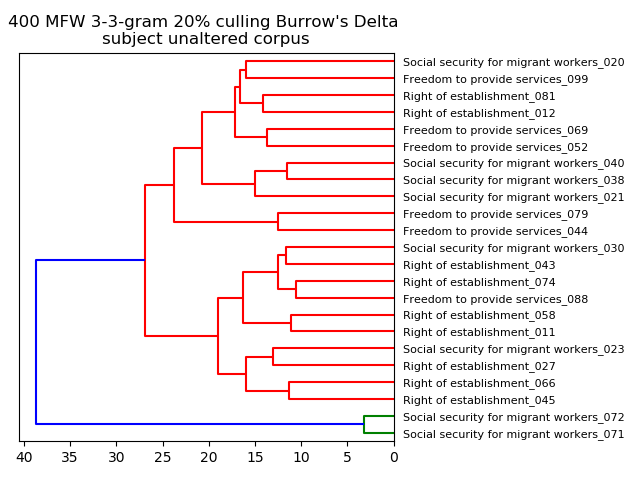 400 MFW 3-3-gram 20% culling Burrow's Delta
subject unaltered corpus
Social security for migrant workers_020
Freedom to provide services_099
Right of establishment_081
Right of establishment_012
Freedom to provide services_069
Freedom to provide services_052
Social security for migrant workers_040
Social security for migrant workers_038
Social security for migrant workers_021
Freedom to provide services_079
Freedom to provide services_044
Social security for migrant workers_030
Right of establishment_043
Right of establishment_074
Freedom to provide services_088
Right of establishment_058
Right of establishment_011
Social security for migrant workers_023
Right of establishment_027
Right of establishment_066
Right of establishment_045
Social security for migrant workers_072
Social security for migrant workers_071
40 35 30 25 20 15 10 5 0